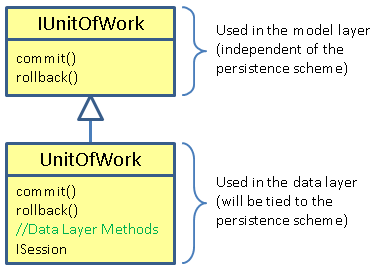 IUnitOfWork
commit()
rollback()
Used in the model layer
(independent of the
persistence scheme)
UnitOfWork
commit()
rollback()
//Data Layer Methods
ISession
Used in the data layer
(will be tied to the
persistence scheme)